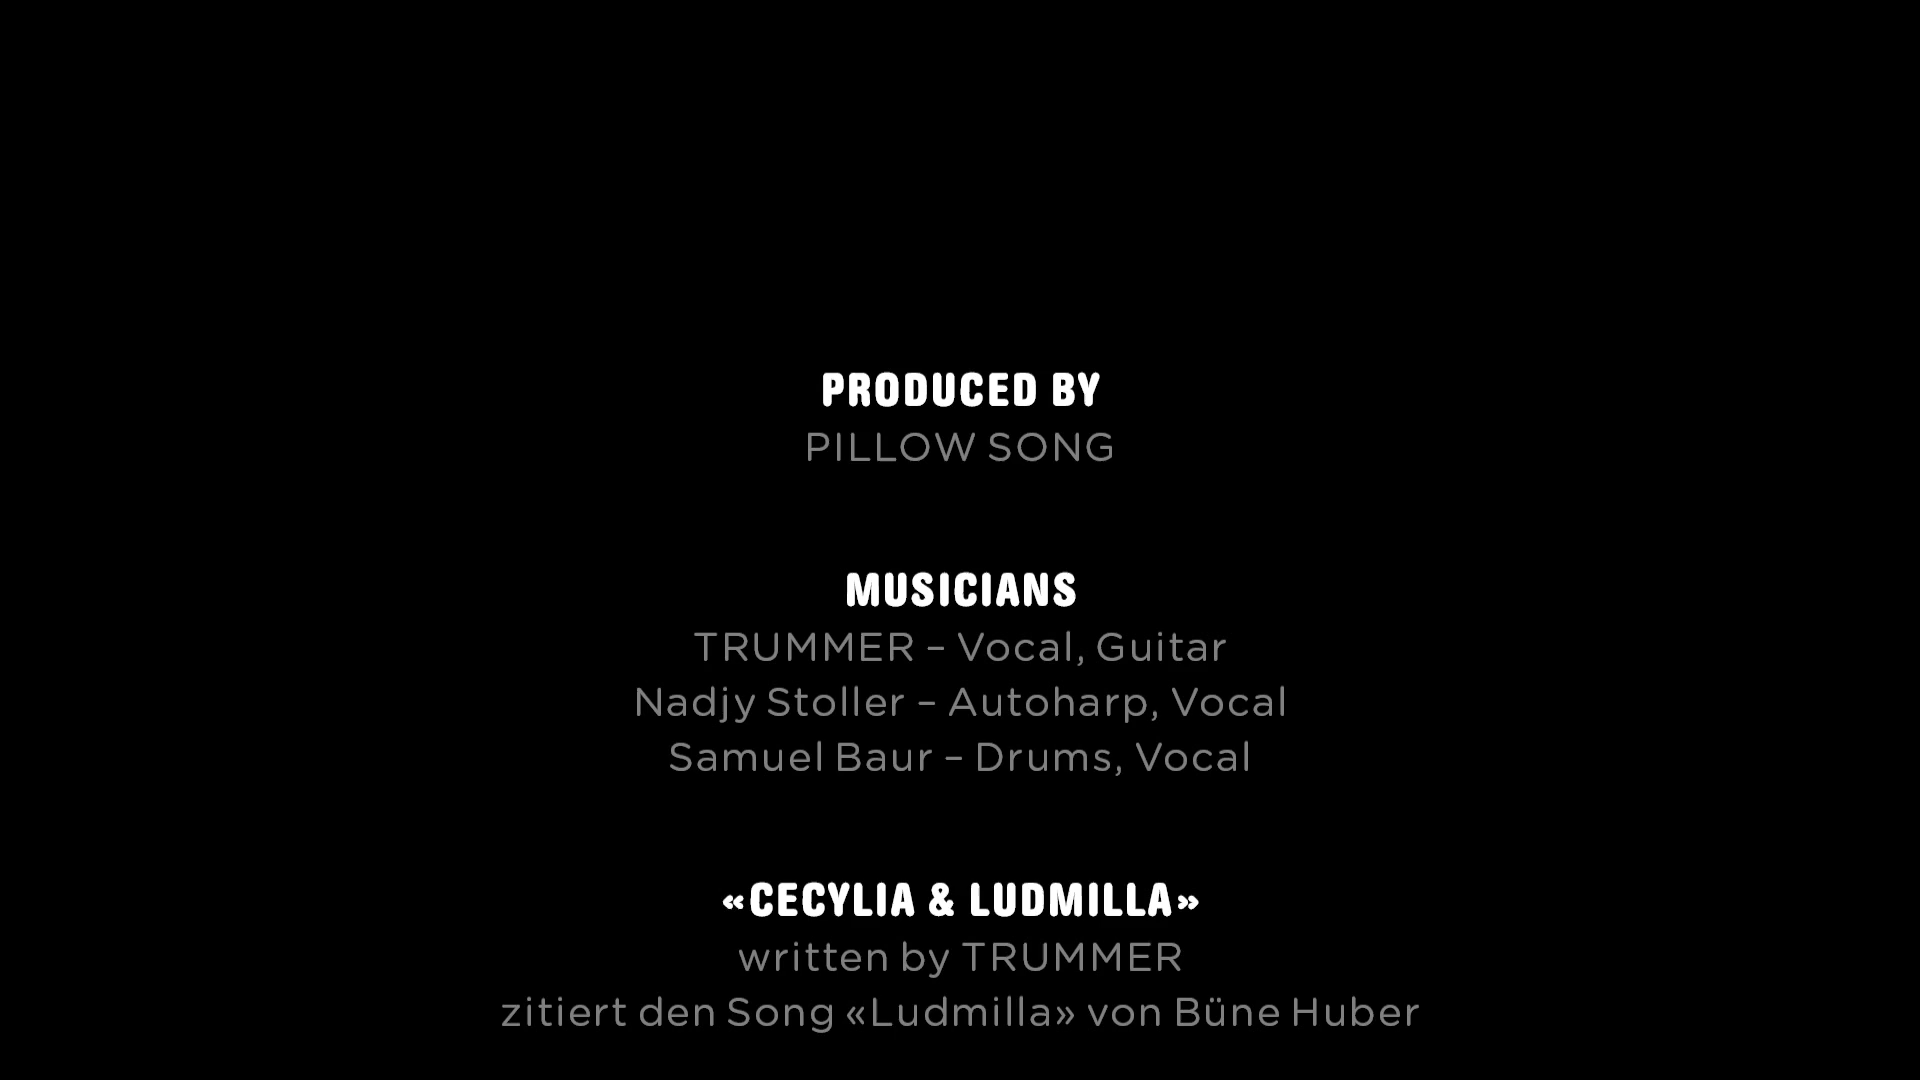 PRODUCED BY
PILLOW SONG
MUSICIANS
TRUMMER – Vocal, Guitar
Nadjy Stoller – Autoharp, Vocal
Samuel Baur – Drums, Vocal
«CECYLIA & LUDMILLA»
written by TRUMMER
zitiert den Song «Ludmilla» von Büne Huber